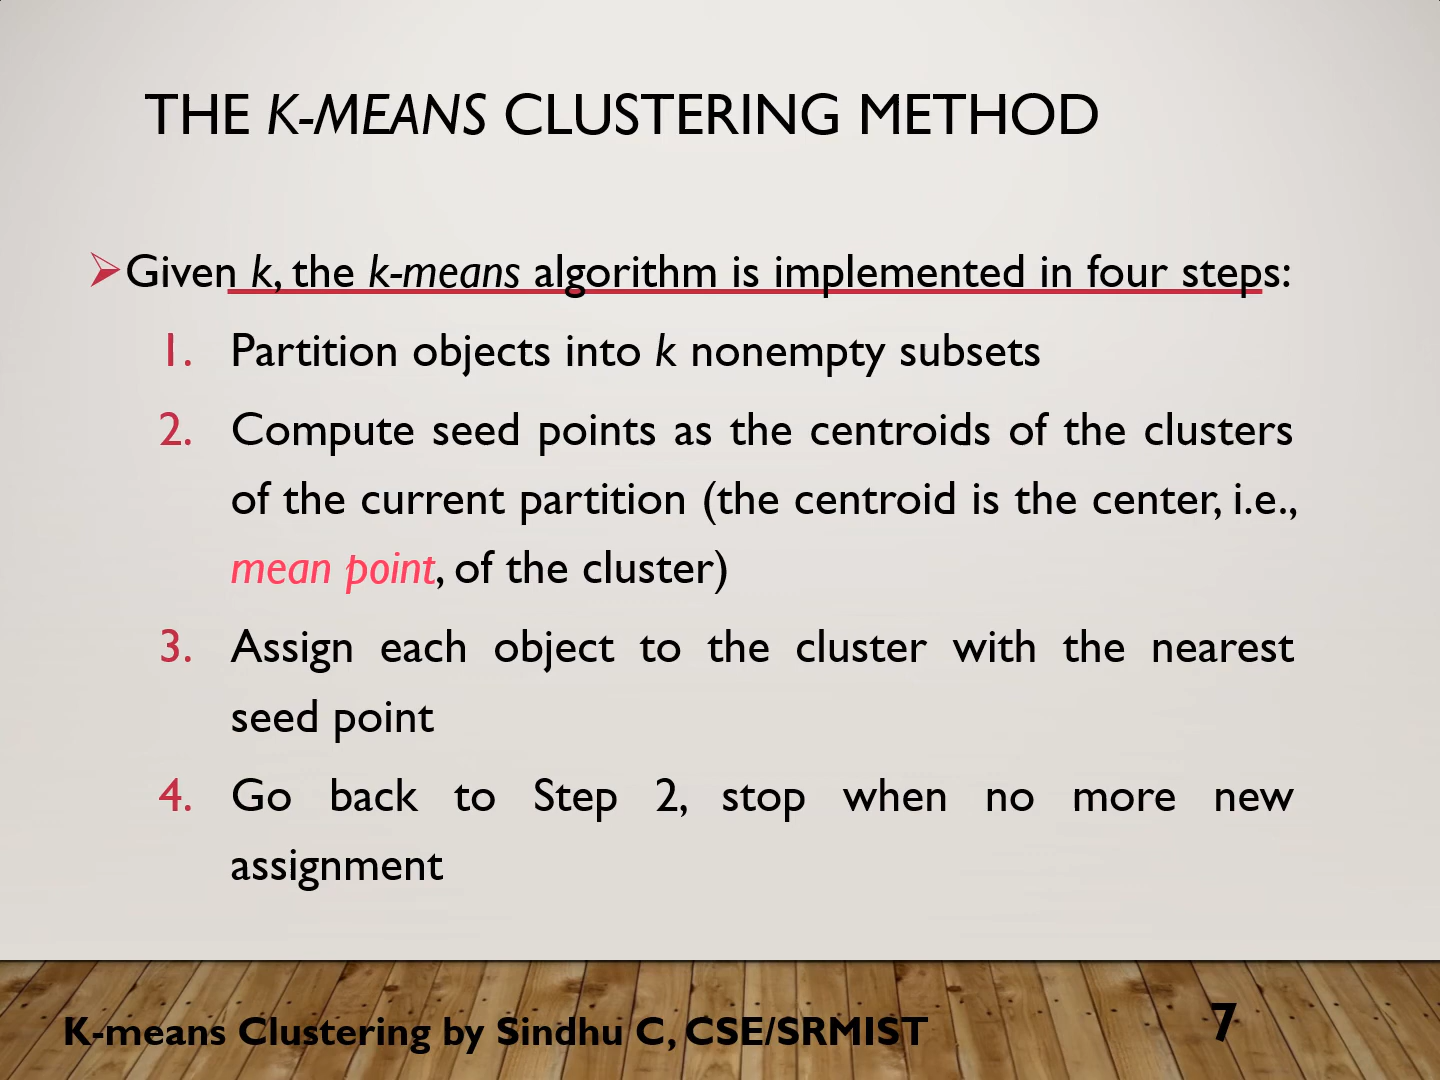 THE K-MEANS CLUSTERING METHOD
➢Given k, the k-means algorithm is implemented in four steps:
1. Partition objects into k nonempty subsets
2. Compute seed points as the centroids of the clusters
of the current partition (the centroid is the center, i.e.,
mean point, of the cluster)
3. Assign each object to the cluster with the nearest
seed point
4. Go back to Step 2, stop when no more new
assignment
K-means Clustering by Sindhu C, CSE/SRMIST
7